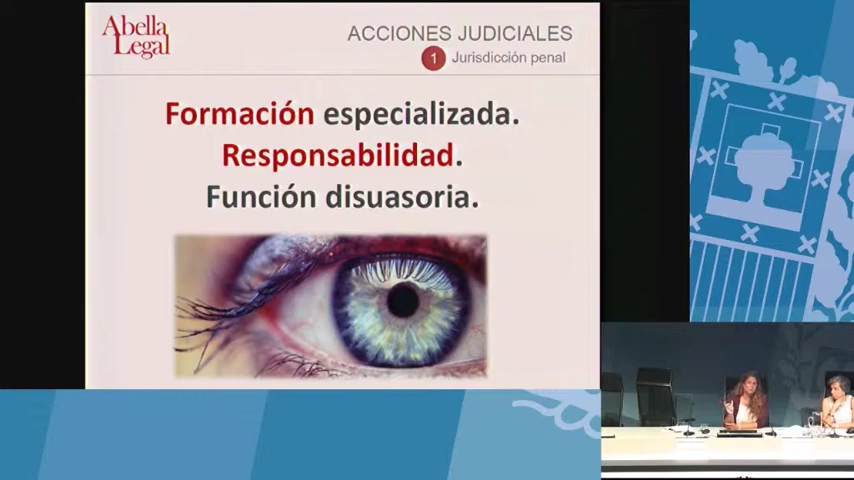 Abella
Legal
ACCIONES JUDICIALES
1 Jurisdicción penal
Formación especializada.
Responsabilidad.
Función disuasoria.